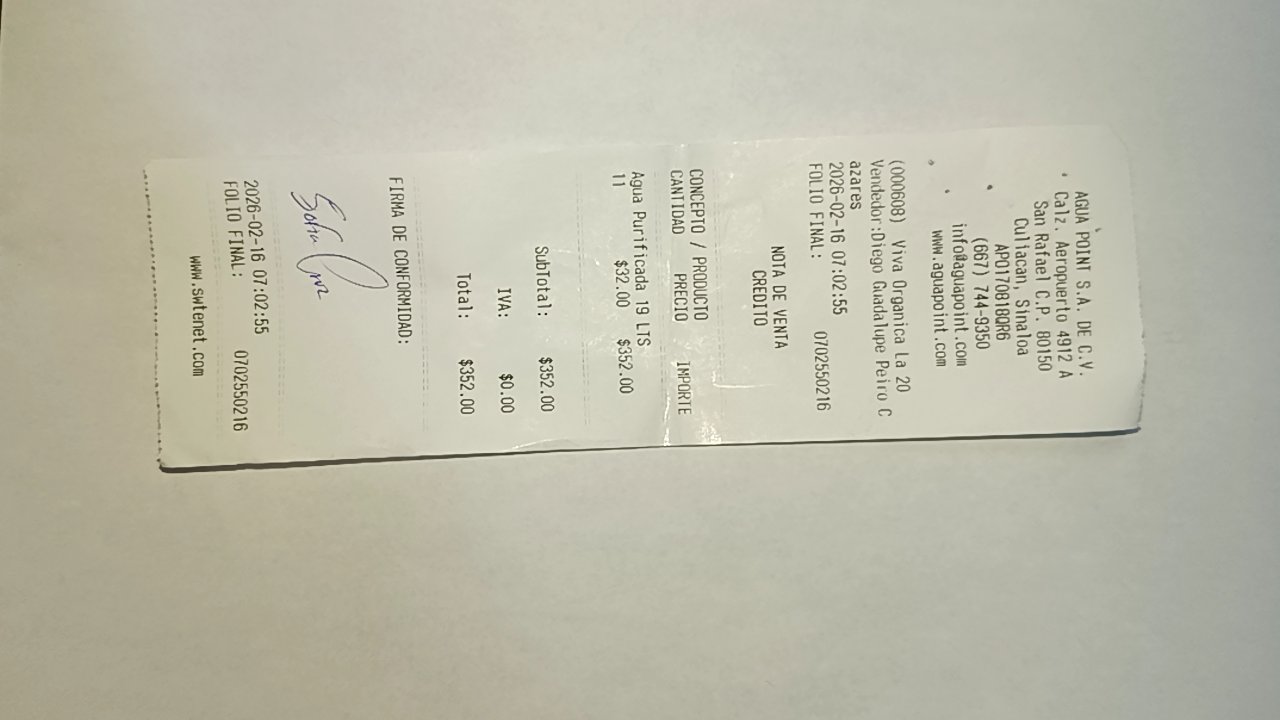 AGUA POINT S.A. DE C.V.
Calz. Aeropuerto 4912 A
San Rafael C.P. 80150
Culiacan, Sinaloa
APO170818QR6
(667) 744-9350
info@aguapoint.com
www.aguapoint.com
(000608) Viva Organica la 20
Vendedor:Diego Guadalupe Peiro C
azares
2026-02-16 07:02:55
FOLIO FINAL: 0702550216
NOTA DE VENTA
CREDITO
CONCEPTO / PRODUCTO
CANTIDAD PRECIO IMPORTE
Agua Purificada 19 LTS
11 $32.00 $352.00
SubTotal: $352.00
IVA: $0.00
Total: $352.00
FIRMA DE CONFORMIDAD:
2026-02-16 07:02:55
FOLIO FINAL: 0702550216
www.swtenet.com